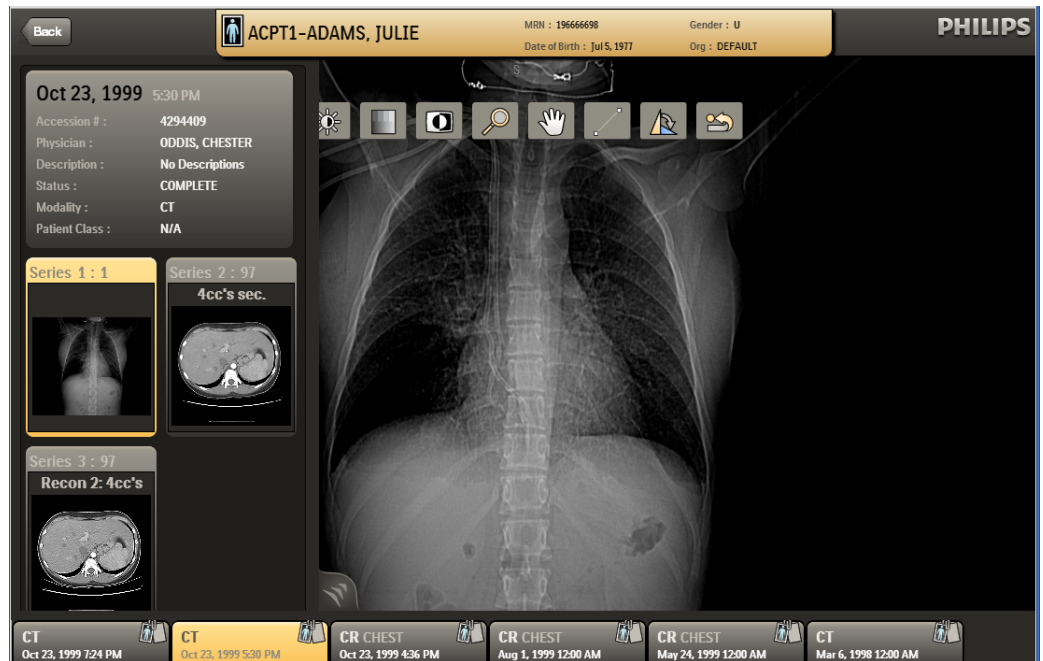 Back
ACPT1-ADAMS, JULIE
MRN : 196666698
Gender : U
Date of Birth : Jul 5, 1977
Org : DEFAULT
PHILIPS
Oct 23, 1999 5:30 PM
Accession # : 4294409
Physician : ODDIS, CHESTER
Description : No Descriptions
Status : COMPLETE
Modality : CT
Patient Class : N/A
S
Series 1 : 1
Series 2 : 97
4cc's sec.
Series 3 : 97
Recon 2: 4cc's
CT
Oct 23, 1999 7:24 PM
CT
Oct 23, 1999 5:30 PM
CR CHEST
Oct 23, 1999 4:36 PM
CR CHEST
Aug 1, 1999 12:00 AM
CR CHEST
May 24, 1999 12:00 AM
CT
Mar 6, 1998 12:00 AM